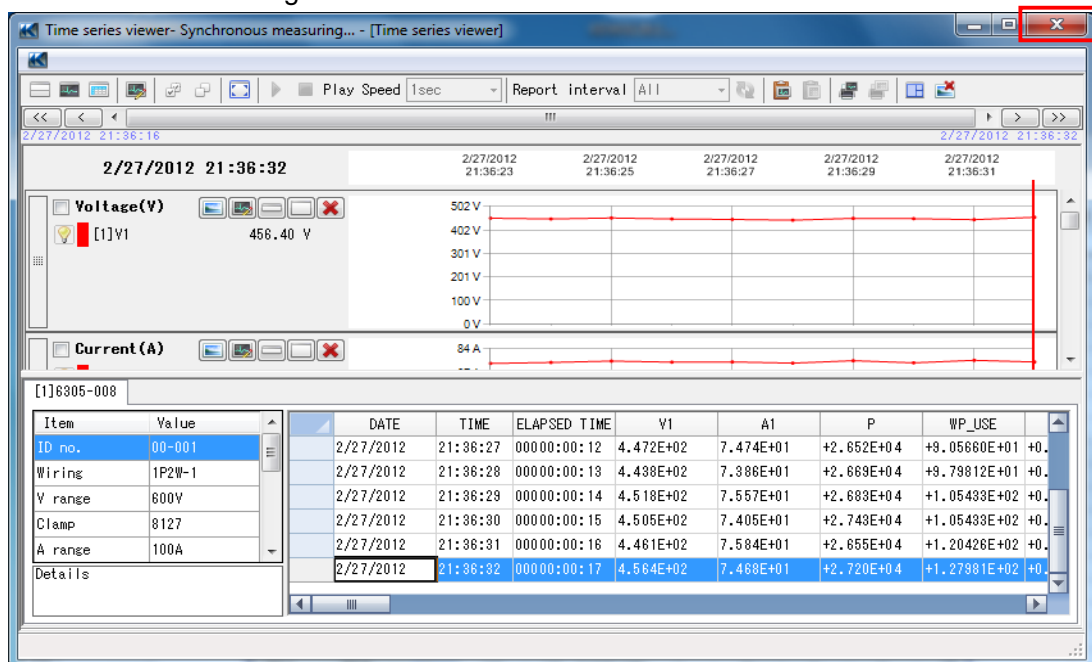 Time series viewer- Synchronous measuring... - [Time series viewer]
Play Speed 1sec Report interval All
<< < > >>
2/27/2012 21:36:16 2/27/2012 21:36:32
2/27/2012 21:36:32
2/27/2012 21:36:23 2/27/2012 21:36:25 2/27/2012 21:36:27 2/27/2012 21:36:29 2/27/2012 21:36:31
Voltage(V)
[1]V1 456.40 V
502 V
402 V
301 V
201 V
100 V
0 V
Current(A)
84 A
[1]6305-008
Item Value
ID no. 00-001
Wiring 1P2W-1
V range 600V
Clamp 8127
A range 100A
Details
DATE TIME ELAPSED TIME V1 A1 P WP_USE
2/27/2012 21:36:27 00000:00:12 4.472E+02 7.474E+01 +2.652E+04 +9.05660E+01 +0.
2/27/2012 21:36:28 00000:00:13 4.438E+02 7.386E+01 +2.669E+04 +9.79812E+01 +0.
2/27/2012 21:36:29 00000:00:14 4.518E+02 7.557E+01 +2.683E+04 +1.05433E+02 +0.
2/27/2012 21:36:30 00000:00:15 4.505E+02 7.405E+01 +2.743E+04 +1.05433E+02 +0.
2/27/2012 21:36:31 00000:00:16 4.461E+02 7.584E+01 +2.655E+04 +1.20426E+02 +0.
2/27/2012 21:36:32 00000:00:17 4.564E+02 7.468E+01 +2.720E+04 +1.27981E+02 +0.